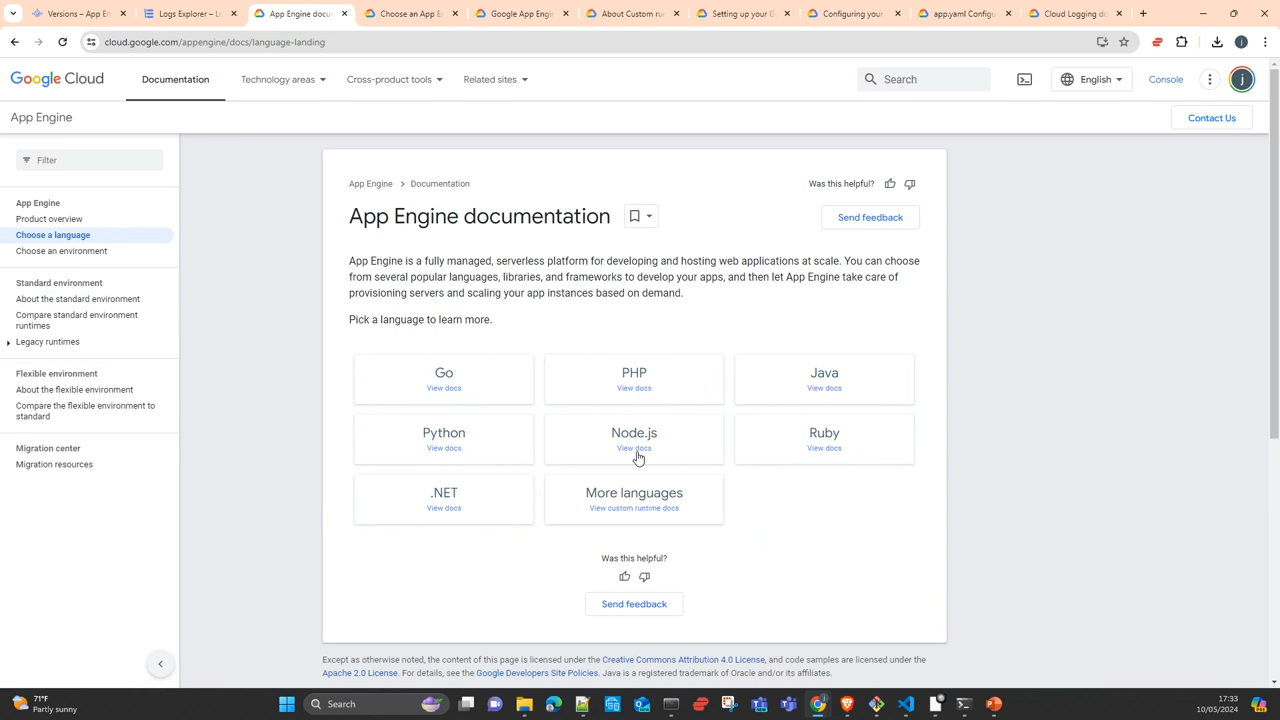 Versions – App En
Logs Explorer – Lo
App Engine docu
Choose an App E
Google App Engin
About Custom run
Setting up your G
Configuring your
app.yaml Configu
Cloud Logging do
cloud.google.com/appengine/docs/language-landing
j
Google Cloud
Documentation
Technology areas
Cross-product tools
Related sites
Search
English
Console
j
App Engine
Contact Us
Filter
App Engine
Product overview
Choose a language
Choose an environment
Standard environment
About the standard environment
Compare standard environment
runtimes
Legacy runtimes
Flexible environment
About the flexible environment
Compare the flexible environment to
standard
Migration center
Migration resources
App Engine > Documentation
Was this helpful?
App Engine documentation
Send feedback
App Engine is a fully managed, serverless platform for developing and hosting web applications at scale. You can choose
from several popular languages, libraries, and frameworks to develop your apps, and then let App Engine take care of
provisioning servers and scaling your app instances based on demand.
Pick a language to learn more.
Go
View docs
PHP
View docs
Java
View docs
Python
View docs
Node.js
View docs
Ruby
View docs
.NET
View docs
More languages
View custom runtime docs
Was this helpful?
Send feedback
Except as otherwise noted, the content of this page is licensed under the Creative Commons Attribution 4.0 License, and code samples are licensed under the
Apache 2.0 License. For details, see the Google Developers Site Policies. Java is a registered trademark of Oracle and/or its affiliates.
71°F
Partly sunny
Search
17:33
10/05/2024